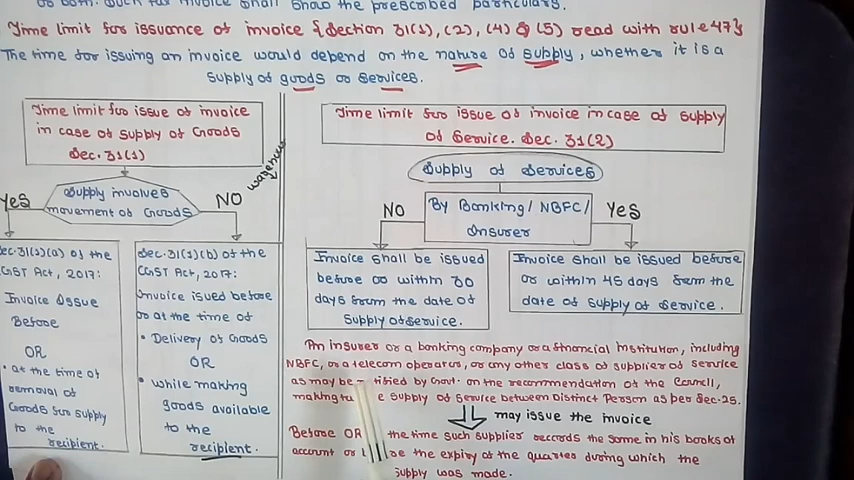 or both. Such tax invoice shall show the prescribed particulars.
Time limit for issuance of invoice {Section 31(1), (2), (4) & (5) read with rule 47}
The time for issuing an invoice would depend on the nature of supply, whether it is a
supply of goods or services.
Time limit for issue of invoice
in case of supply of Goods
Sec. 31(1)
Supply involves
movement of Goods
Yes
NO
Sec. 31(1)(a) of the
CGST Act, 2017:
Invoice Issue
Before
OR
• at the time of
removal of
Goods for supply
to the
recipient.
Sec. 31(1)(b) of the
CGST Act, 2017:
Invoice isued before
or at the time of
• Delivery of Goods
OR
• while making
goods available
to the
recipient.
Time limit for issue of invoice in case of supply
of Service. Sec. 31(2)
Supply of Services
By Banking/ NBFC/
Insurer
NO
Yes
Invoice shall be issued
before or within 30
days from the date of
supply of service.
Invoice shall be issued before
or within 45 days from the
date of supply of service.
An insurer or a banking company or a financial institution, including
NBFC, or a telecom operator, or any other class of supplier of service
as may be notified by Govt. on the recommendation of the Council,
making ta e supply of service between Distinct Person as per Sec-25.
may issue the invoice
Before OR the time such supplier records the same in his books of
account or the expiry of the quarter during which the
supply was made.